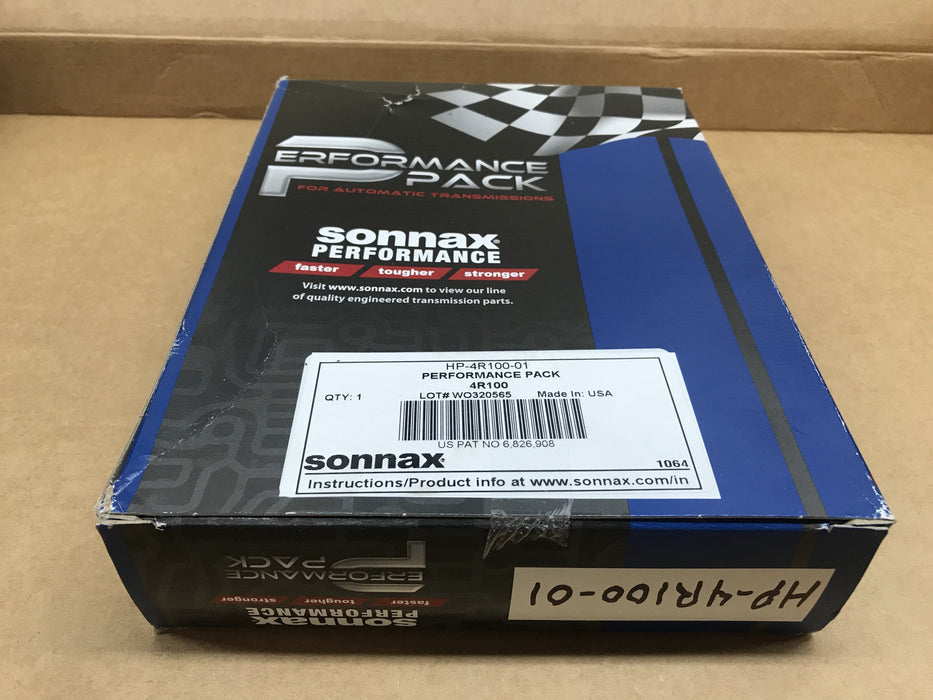 PERFORMANCE
PACK
FOR AUTOMATIC TRANSMISSIONS
sonnax®
PERFORMANCE
faster tougher stronger
Visit www.sonnax.com to view our line
of quality engineered transmission parts.
HP-4R100-01
PERFORMANCE PACK
4R100
QTY: 1 LOT# WO320565 Made In: USA
US PAT NO 6,826,908
sonnax® 1064
Instructions/Product info at www.sonnax.com/in
HP-4R100-01
sonnax
PERFORMANCE
faster tougher stronger
PERFORMANCE
PACK